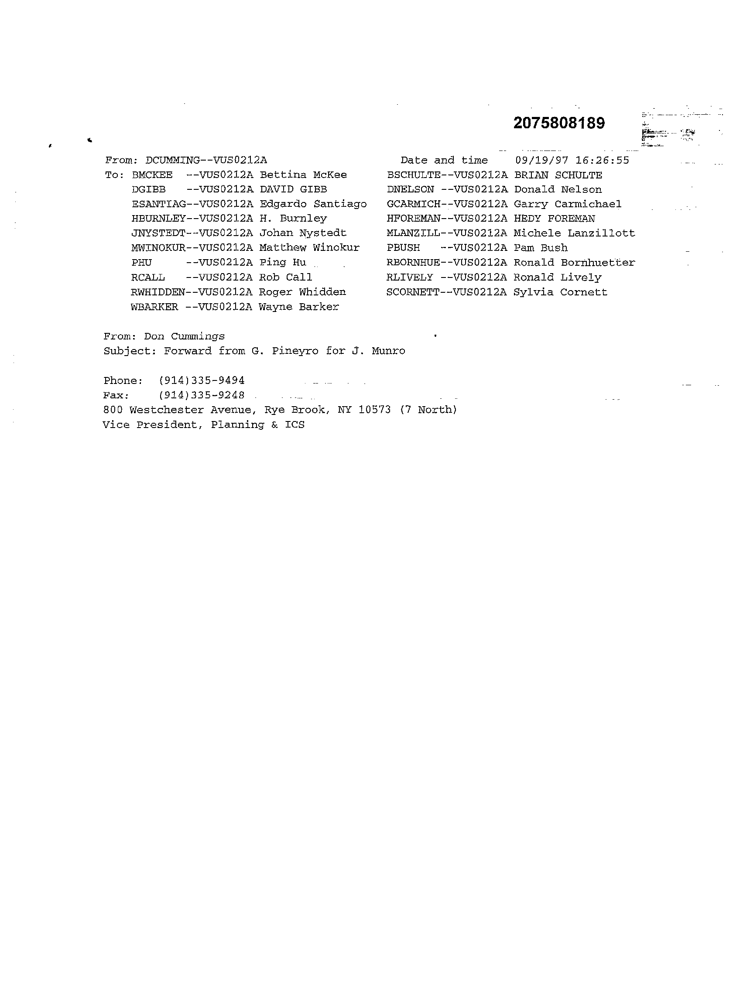 2075808189
From: DCUMMING--VUS0212A Date and time 09/19/97 16:26:55
To: BMCKEE --VUS0212A Bettina McKee BSCHULTE--VUS0212A BRIAN SCHULTE
DGIBB --VUS0212A DAVID GIBB DNELSON --VUS0212A Donald Nelson
ESANTIAG--VUS0212A Edgardo Santiago GCARMICH--VUS0212A Garry Carmichael
HBURNLEY--VUS0212A H. Burnley HFOREMAN--VUS0212A HEDY FOREMAN
JNYSTEDT--VUS0212A Johan Nystedt MLANZILL--VUS0212A Michele Lanzillott
MWINOKUR--VUS0212A Matthew Winokur PBUSH --VUS0212A Pam Bush
PHU --VUS0212A Ping Hu RBORNHUE--VUS0212A Ronald Bornhuetter
RCALL --VUS0212A Rob Call RLIVELY --VUS0212A Ronald Lively
RWHIDDEN--VUS0212A Roger Whidden SCORNETT--VUS0212A Sylvia Cornett
WBARKER --VUS0212A Wayne Barker
From: Don Cummings
Subject: Forward from G. Pineyro for J. Munro
Phone: (914)335-9494
Fax: (914)335-9248
800 Westchester Avenue, Rye Brook, NY 10573 (7 North)
Vice President, Planning & ICS